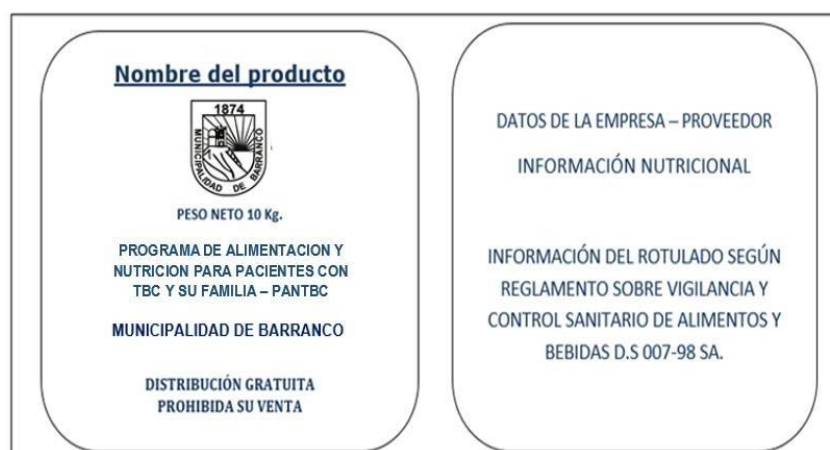 Nombre del producto
1874
MUNICIPALIDAD DE BARRANCO
PESO NETO 10 Kg.
PROGRAMA DE ALIMENTACION Y
NUTRICION PARA PACIENTES CON
TBC Y SU FAMILIA – PANTBC
MUNICIPALIDAD DE BARRANCO
DISTRIBUCIÓN GRATUITA
PROHIBIDA SU VENTA
DATOS DE LA EMPRESA – PROVEEDOR
INFORMACIÓN NUTRICIONAL
INFORMACIÓN DEL ROTULADO SEGÚN
REGLAMENTO SOBRE VIGILANCIA Y
CONTROL SANITARIO DE ALIMENTOS Y
BEBIDAS D.S 007-98 SA.